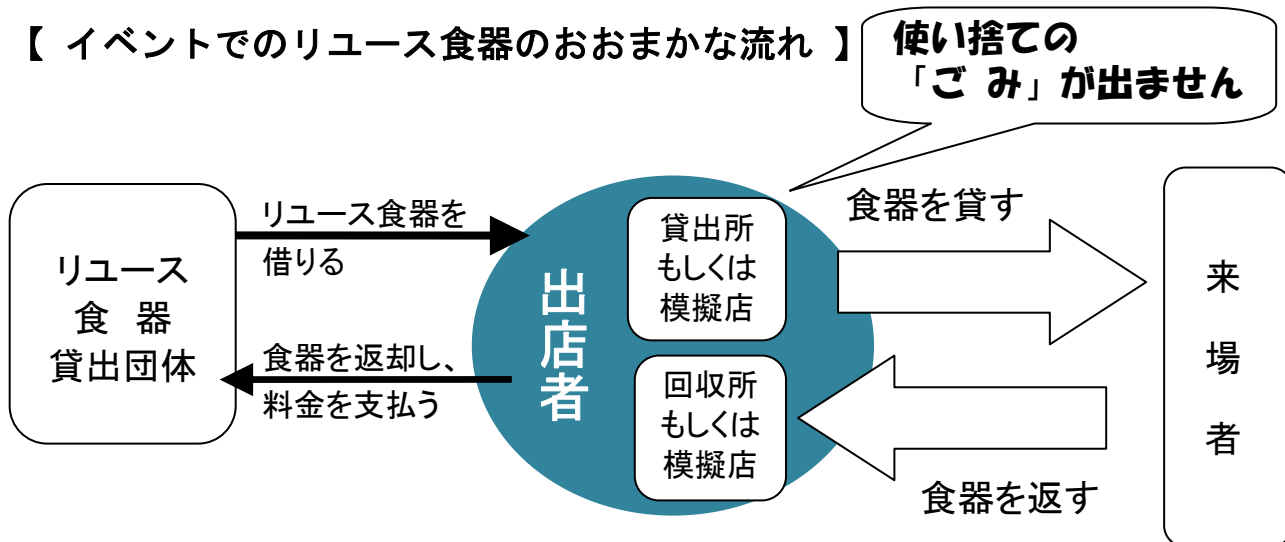 【 イベントでのリユース食器のおおまかな流れ 】
使い捨ての
「ご み」が出ません
リユース
食 器
貸出団体
リユース食器を
借りる
食器を返却し、
料金を支払う
出店者
貸出所
もしくは
模擬店
回収所
もしくは
模擬店
食器を貸す
食器を返す
来場者